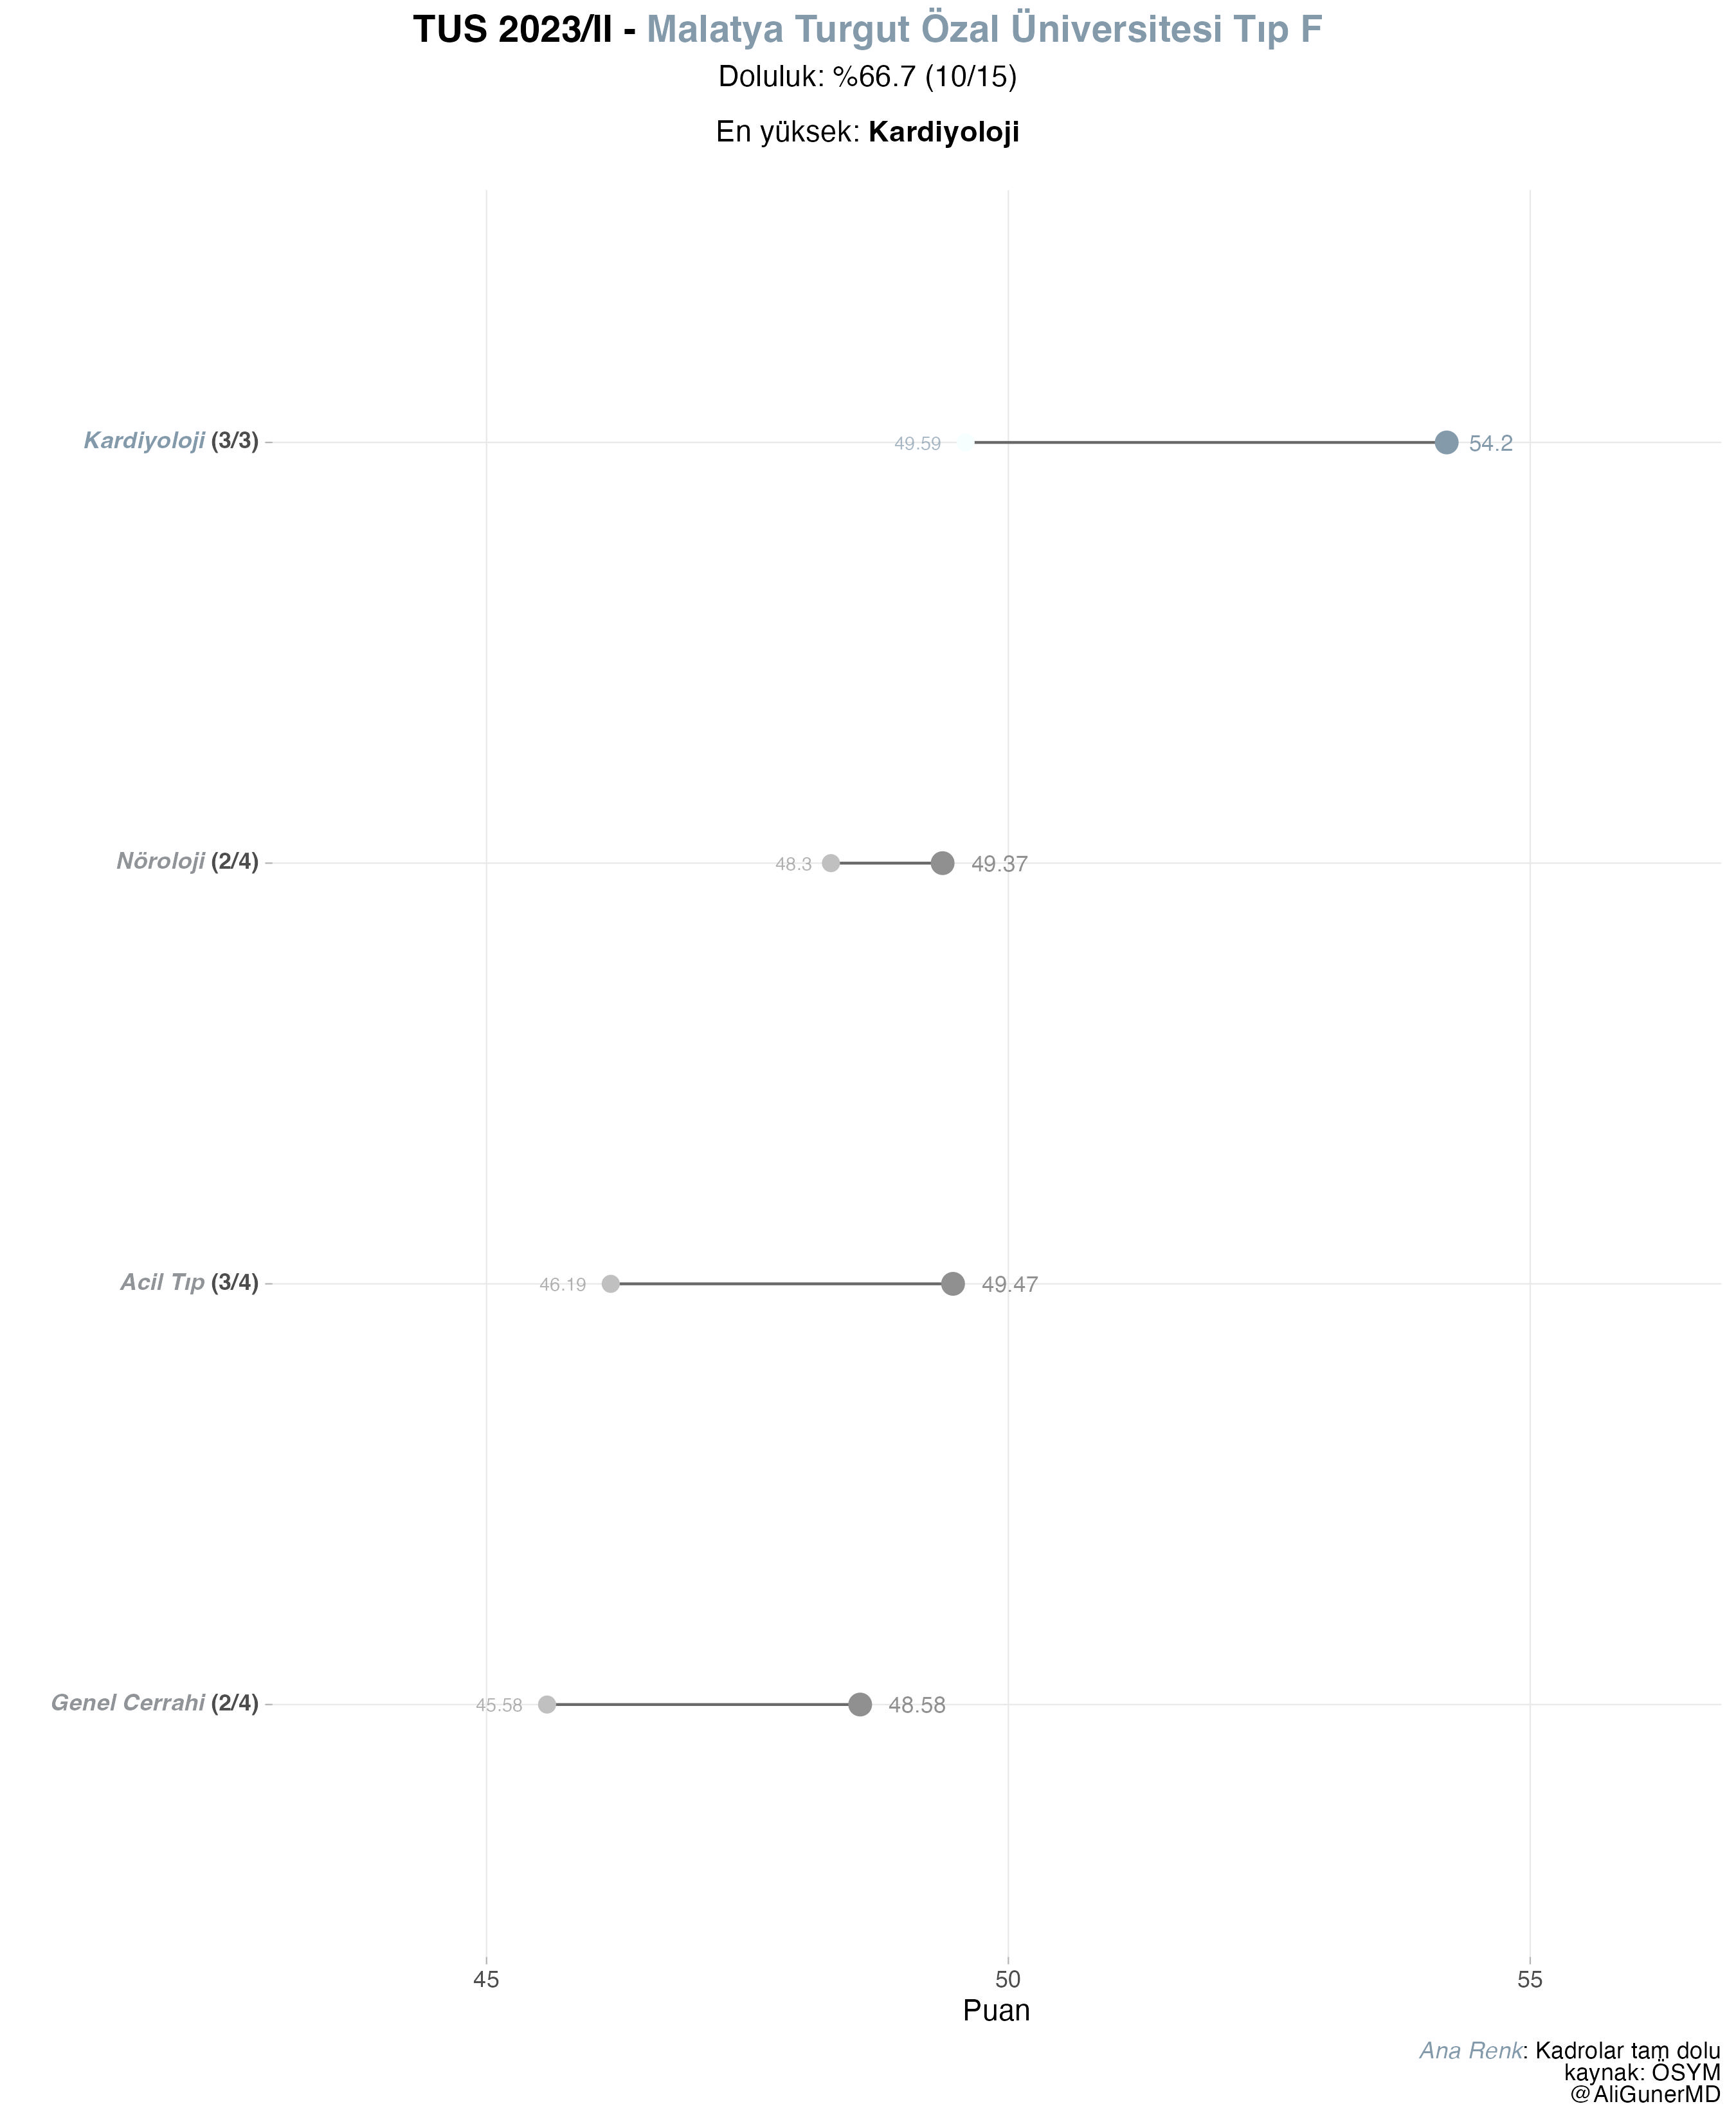 TUS 2023/II - Malatya Turgut Özal Üniversitesi Tıp F
Doluluk: %66.7 (10/15)
En yüksek: Kardiyoloji
Kardiyoloji (3/3)
49.59
54.2
Nöroloji (2/4)
48.3
49.37
Acil Tıp (3/4)
46.19
49.47
Genel Cerrahi (2/4)
45.58
48.58
45 50 55
Puan
Ana Renk: Kadrolar tam dolu
kaynak: ÖSYM
@AliGunerMD